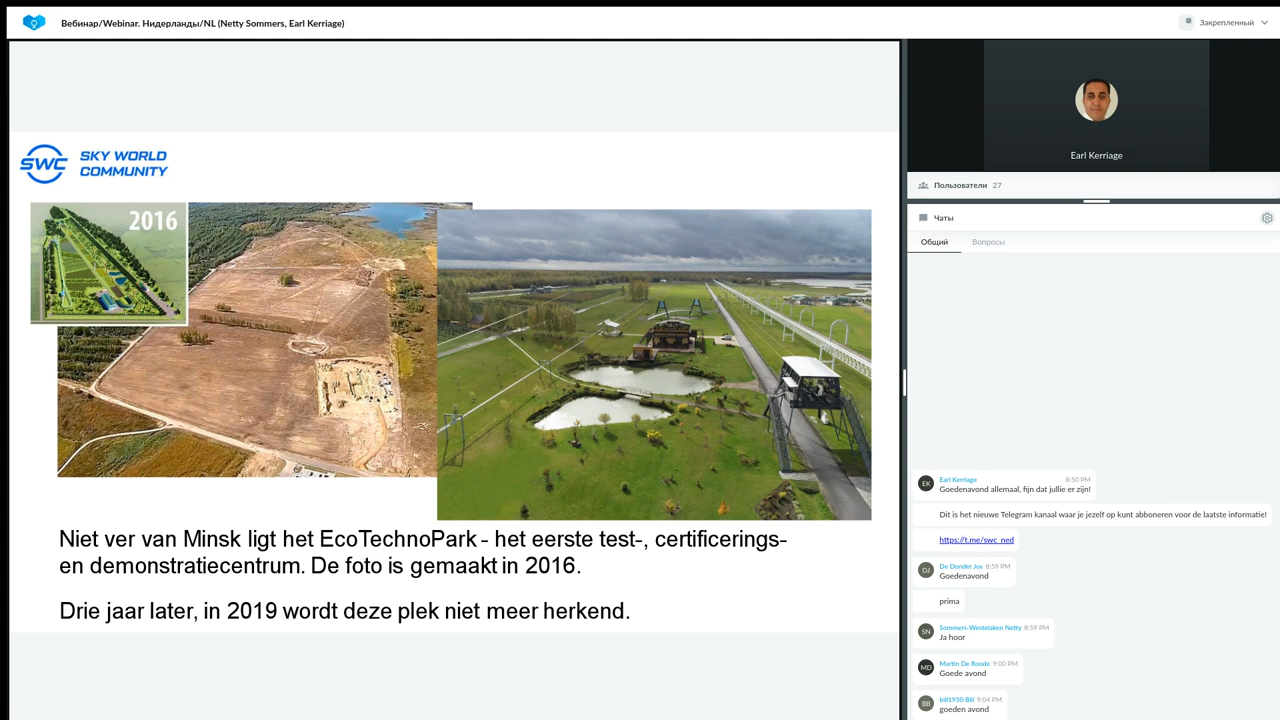 Вебинар/Webinar. Нидерланды/NL (Netty Sommers, Earl Kerriage)
Закрепленный
SWC
SKY WORLD
COMMUNITY
2016
Niet ver van Minsk ligt het EcoTechnoPark - het eerste test-, certificerings-
en demonstratiecentrum. De foto is gemaakt in 2016.
Drie jaar later, in 2019 wordt deze plek niet meer herkend.
Earl Kerriage
Пользователи 27
Чаты
Общий Вопросы
EK Earl Kerriage 8:50 PM
Goedenavond allemaal, fijn dat jullie er zijn!
Dit is het nieuwe Telegram kanaal waar je jezelf op kunt abboneren voor de laatste informatie!
https://t.me/swc_ned
DJ De Donder Jos 8:59 PM
Goedenavond
prima
SN Sommers-Westelaken Netty 8:59 PM
Ja hoor
MD Martin De Roode 9:00 PM
Goede avond
BB bill1950 Bill 9:04 PM
goeden avond